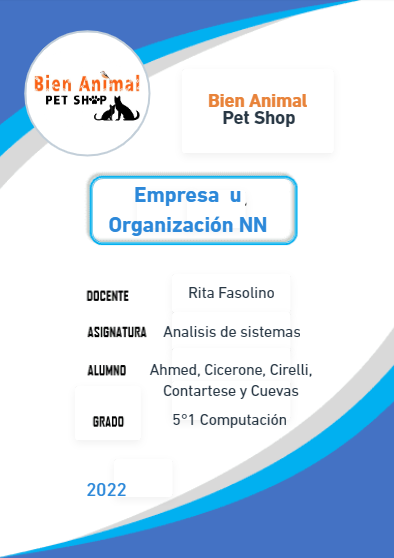 Bien Animal
PET SHOP
Bien Animal
Pet Shop
Empresa u,
Organización NN
DOCENTE
Rita Fasolino
ASIGNATURA
Analisis de sistemas
ALUMNO
Ahmed, Cicerone, Cirelli,
Contartese y Cuevas
GRADO
5°1 Computación
2022